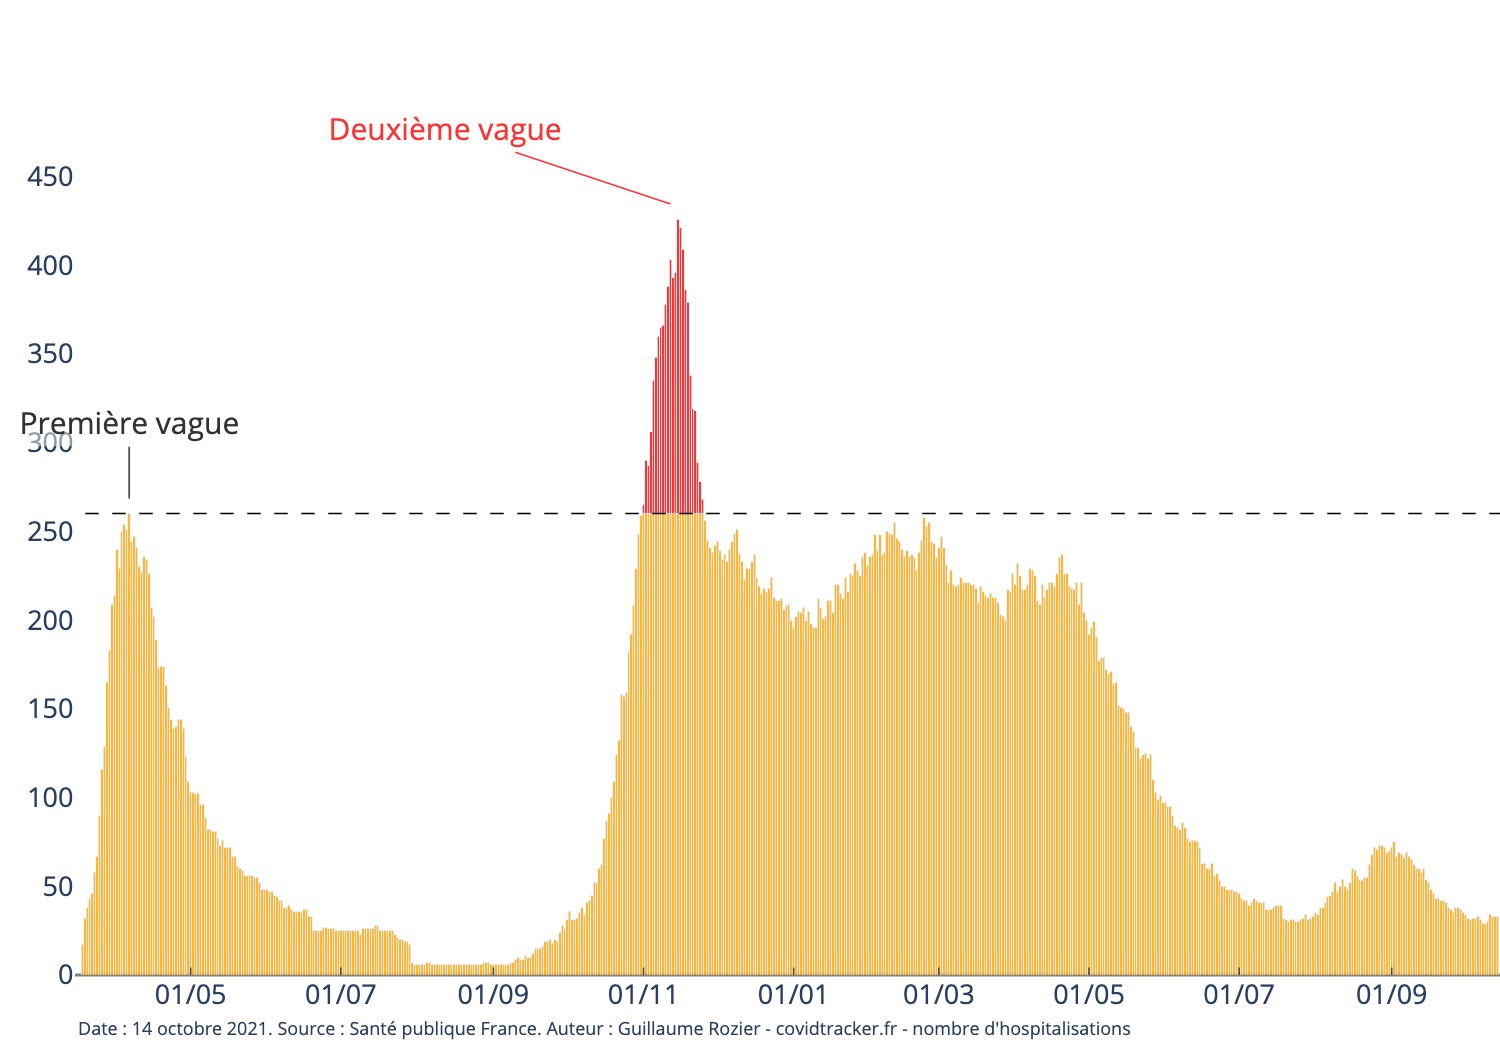 Deuxième vague
450
400
350
Première vague
300
250
200
150
100
50
0
01/05 01/07 01/09 01/11 01/01 01/03 01/05 01/07 01/09
Date : 14 octobre 2021. Source : Santé publique France. Auteur : Guillaume Rozier - covidtracker.fr - nombre d'hospitalisations